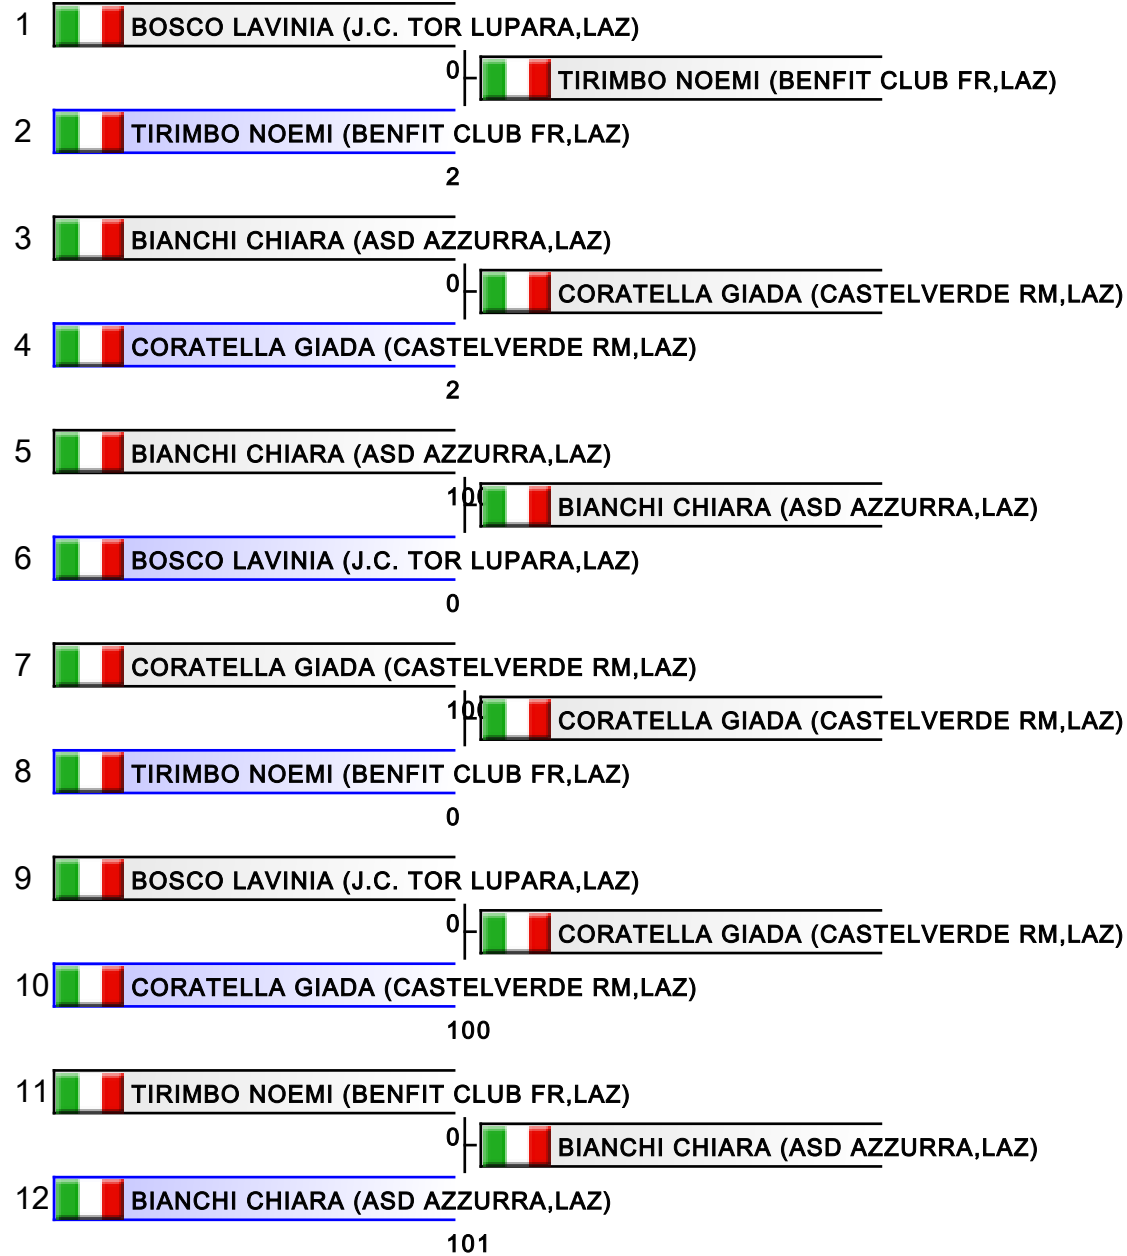 1 BOSCO LAVINIA (J.C. TOR LUPARA,LAZ)
0 TIRIMBO NOEMI (BENFIT CLUB FR,LAZ)
2 TIRIMBO NOEMI (BENFIT CLUB FR,LAZ)
2
3 BIANCHI CHIARA (ASD AZZURRA,LAZ)
0 CORATELLA GIADA (CASTELVERDE RM,LAZ)
4 CORATELLA GIADA (CASTELVERDE RM,LAZ)
2
5 BIANCHI CHIARA (ASD AZZURRA,LAZ)
BIANCHI CHIARA (ASD AZZURRA,LAZ)
6 BOSCO LAVINIA (J.C. TOR LUPARA,LAZ)
0
7 CORATELLA GIADA (CASTELVERDE RM,LAZ)
CORATELLA GIADA (CASTELVERDE RM,LAZ)
8 TIRIMBO NOEMI (BENFIT CLUB FR,LAZ)
0
9 BOSCO LAVINIA (J.C. TOR LUPARA,LAZ)
0 CORATELLA GIADA (CASTELVERDE RM,LAZ)
10 CORATELLA GIADA (CASTELVERDE RM,LAZ)
100
11 TIRIMBO NOEMI (BENFIT CLUB FR,LAZ)
0 BIANCHI CHIARA (ASD AZZURRA,LAZ)
12 BIANCHI CHIARA (ASD AZZURRA,LAZ)
101